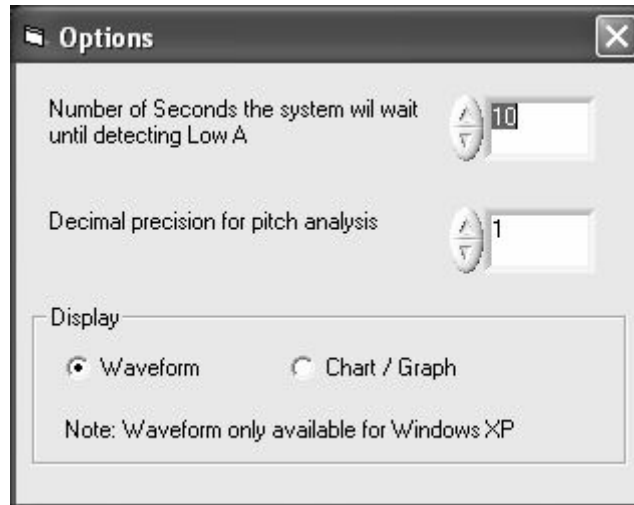 Options
Number of Seconds the system wil wait
until detecting Low A
10
Decimal precision for pitch analysis
1
Display
Waveform
Chart / Graph
Note: Waveform only available for Windows XP